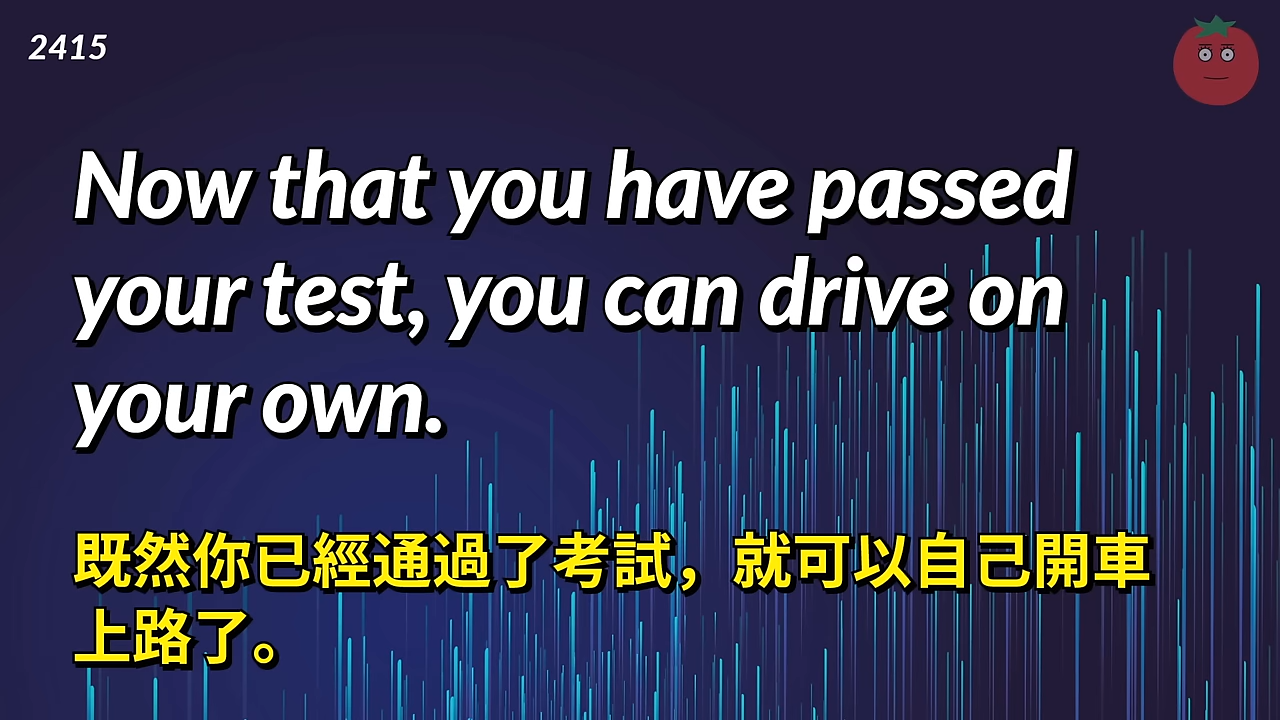 2415
Now that you have passed
your test, you can drive on
your own.
既然你已經通過了考試，就可以自己開車
上路了。